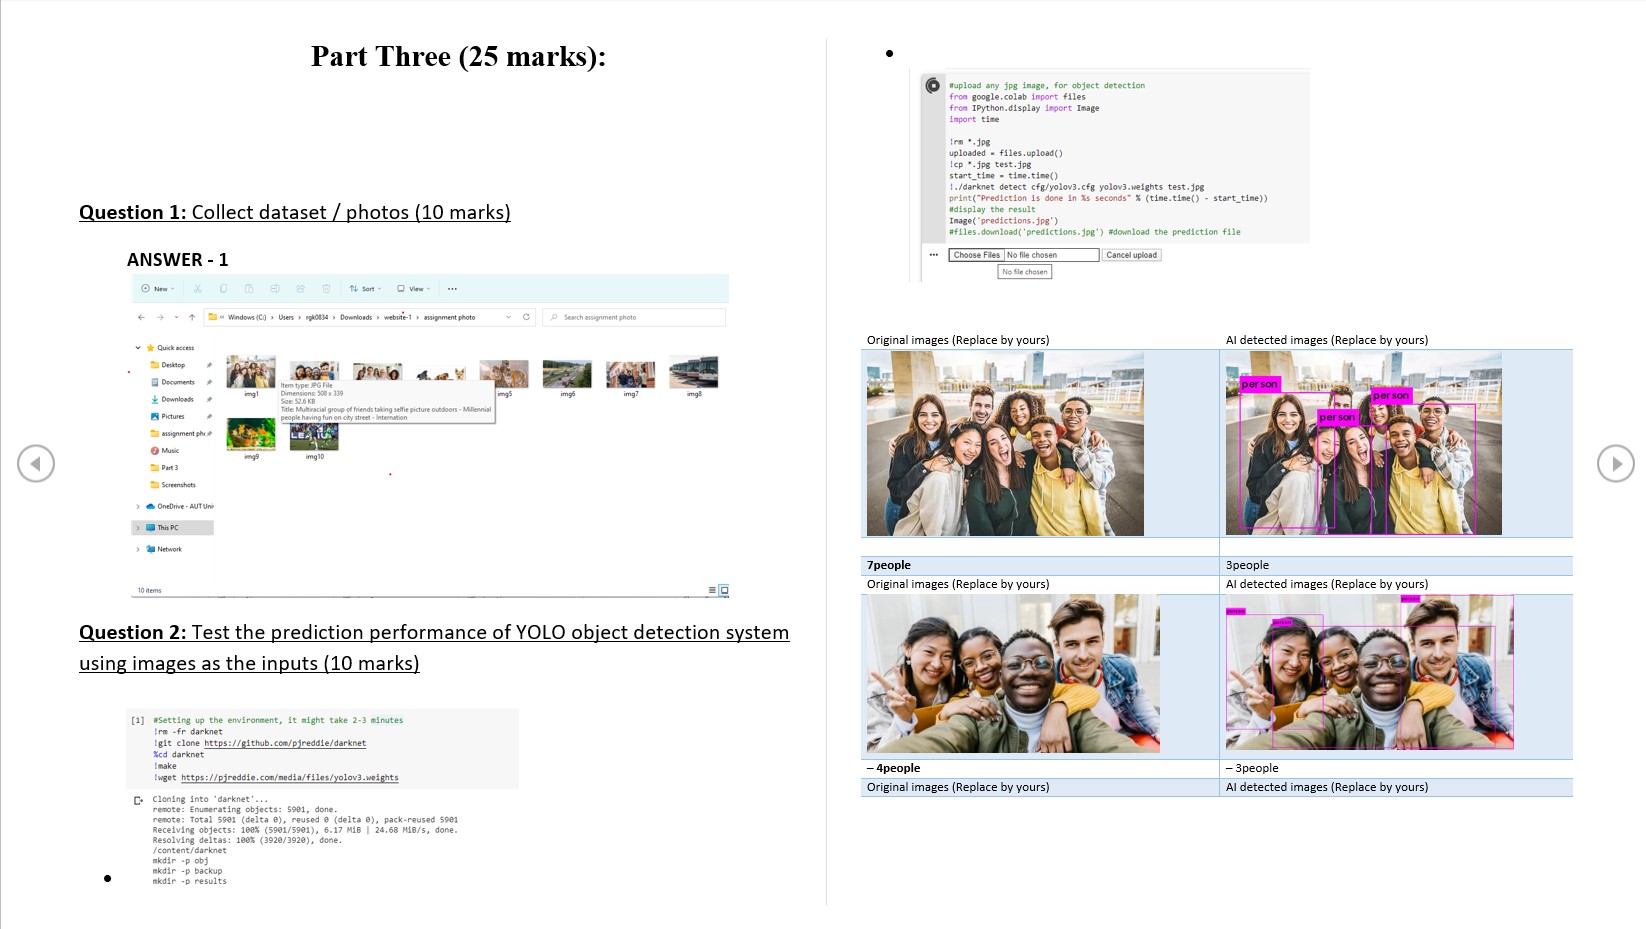 Part Three (25 marks):
Question 1: Collect dataset / photos (10 marks)
ANSWER - 1
New
Sort
View
Windows (C:) › Users › rgk0834 › Downloads › website-1 › assignment photo
Search assignment photo
Quick access
Desktop
Documents
Downloads
Pictures
assignment pho
Music
Part 3
Screenshots
OneDrive - AUT Uni
This PC
Network
img1
Item type: JPG File
Dimensions: 508 x 339
Size: 52.6 KB
Title: Multiracial group of friends taking selfie picture outdoors - Millennial
people having fun on city street - Internation
img5
img6
img7
img8
img9
img10
10 items
Question 2: Test the prediction performance of YOLO object detection system
using images as the inputs (10 marks)
[1] #Setting up the environment, it might take 2-3 minutes
!rm -fr darknet
!git clone https://github.com/pjreddie/darknet
%cd darknet
!make
!wget https://pjreddie.com/media/files/yolov3.weights
Cloning into 'darknet'...
remote: Enumerating objects: 5901, done.
remote: Total 5901 (delta 0), reused 0 (delta 0), pack-reused 5901
Receiving objects: 100% (5901/5901), 6.17 MiB | 24.68 MiB/s, done.
Resolving deltas: 100% (3920/3920), done.
/content/darknet
mkdir -p obj
mkdir -p backup
mkdir -p results
#upload any jpg image, for object detection
from google.colab import files
from IPython.display import Image
import time
!rm *.jpg
uploaded = files.upload()
!cp *.jpg test.jpg
start_time = time.time()
!./darknet detect cfg/yolov3.cfg yolov3.weights test.jpg
print("Prediction is done in %s seconds" % (time.time() - start_time))
#display the result
Image('predictions.jpg')
#files.download('predictions.jpg') #download the prediction file
Choose Files No file chosen Cancel upload
No file chosen
Original images (Replace by yours) AI detected images (Replace by yours)
person
person
person
7people 3people
Original images (Replace by yours) AI detected images (Replace by yours)
person
person
person
– 4people – 3people
Original images (Replace by yours) AI detected images (Replace by yours)